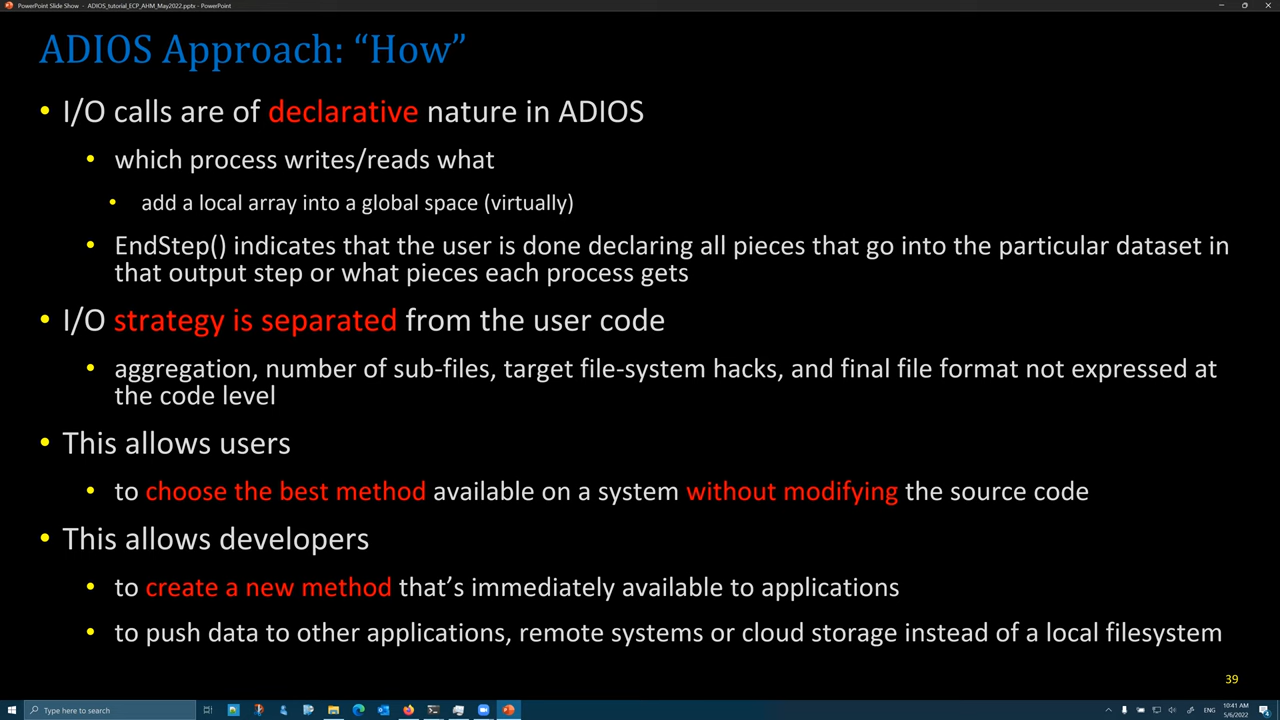 PowerPoint Slide Show - ADIOS_tutorial_ECP_AHM_May2022.pptx - PowerPoint
ADIOS Approach: “How”
• I/O calls are of declarative nature in ADIOS
• which process writes/reads what
• add a local array into a global space (virtually)
• EndStep() indicates that the user is done declaring all pieces that go into the particular dataset in
that output step or what pieces each process gets
• I/O strategy is separated from the user code
• aggregation, number of sub-files, target file-system hacks, and final file format not expressed at
the code level
• This allows users
• to choose the best method available on a system without modifying the source code
• This allows developers
• to create a new method that’s immediately available to applications
• to push data to other applications, remote systems or cloud storage instead of a local filesystem
39
Type here to search
ENG
10:41 AM
5/6/2022